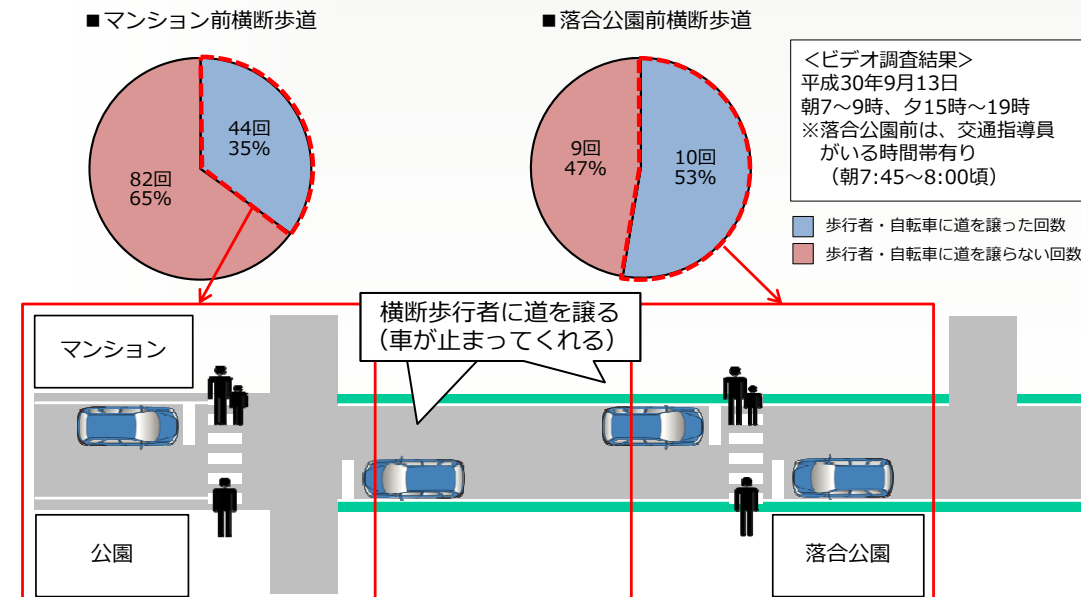 ■マンション前横断歩道
■落合公園前横断歩道
44回
35%
82回
65%
9回
47%
10回
53%
＜ビデオ調査結果＞
平成30年9月13日
朝7～9時、夕15時～19時
※落合公園前は、交通指導員
がいる時間帯有り
（朝7:45～8:00頃）
歩行者・自転車に道を譲った回数
歩行者・自転車に道を譲らない回数
横断歩行者に道を譲る
（車が止まってくれる）
マンション
公園
落合公園